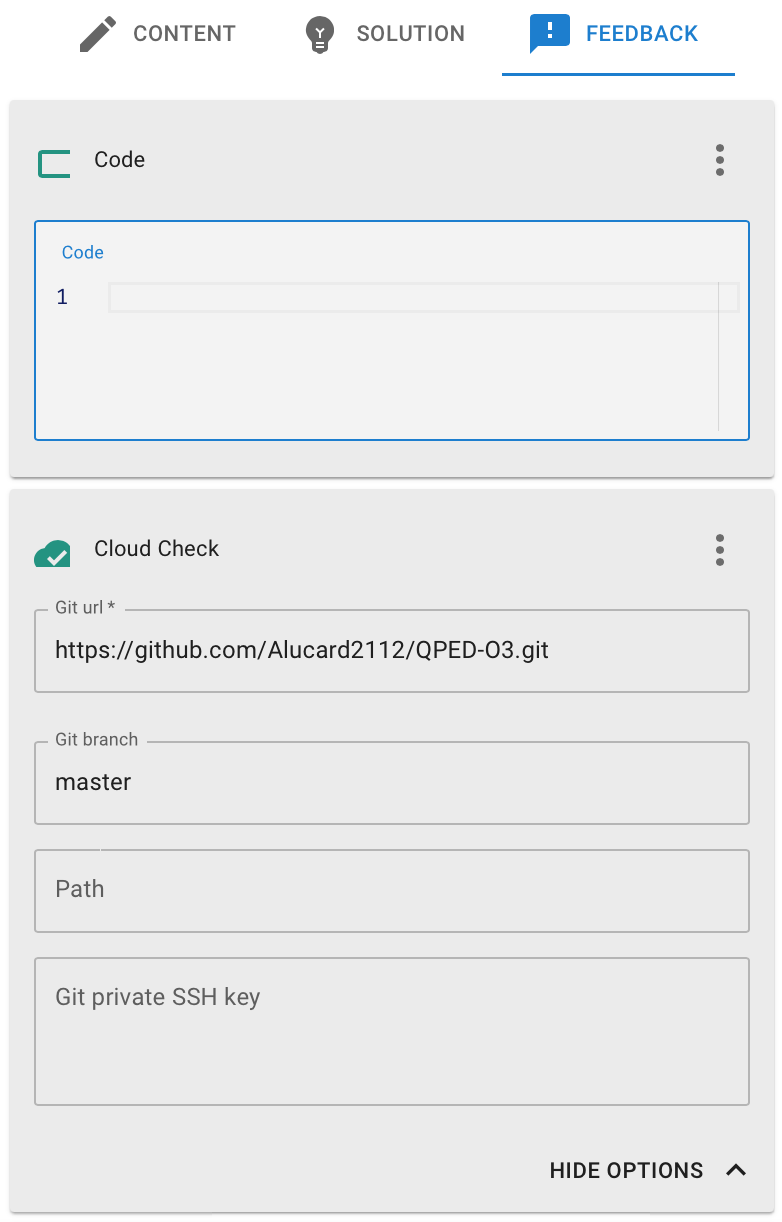 CONTENT SOLUTION FEEDBACK
Code
Code
1
Cloud Check
Git url *
https://github.com/Alucard2112/QPED-O3.git
Git branch
master
Path
Git private SSH key
HIDE OPTIONS